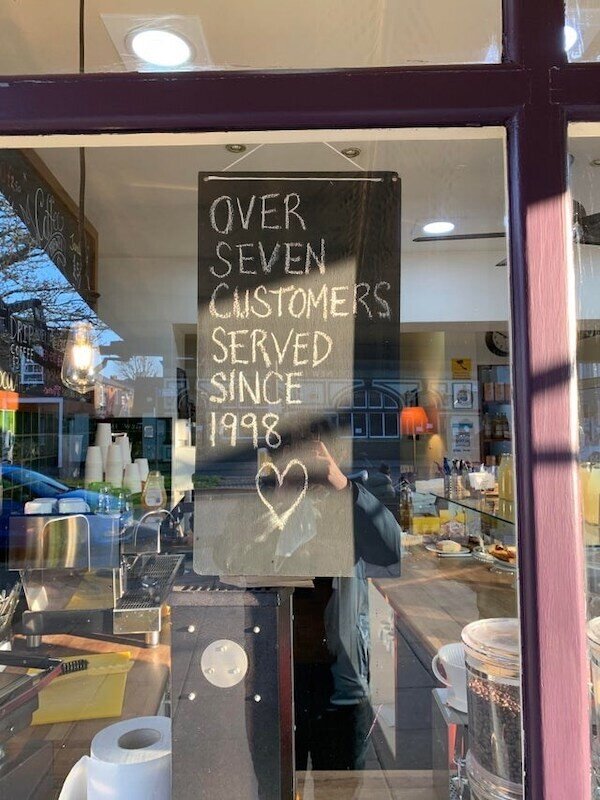 OVER
SEVEN
CUSTOMERS
SERVED
SINCE
1998